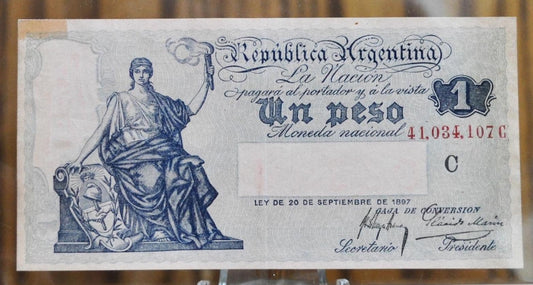 República Argentina
La Nación
pagará al portador y á la vista
Un peso
1
Moneda nacional
41.034.107 C
C
LEY DE 20 DE SEPTIEMBRE DE 1897
CAJA DE CONVERSION
Secretario
Presidente